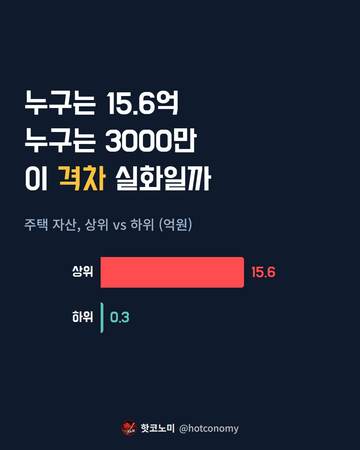 누구는 15.6억
누구는 3000만
이 격차 실화일까
주택 자산, 상위 vs 하위 (억원)
상위 15.6
하위 0.3
핫코노미 @hotconomy